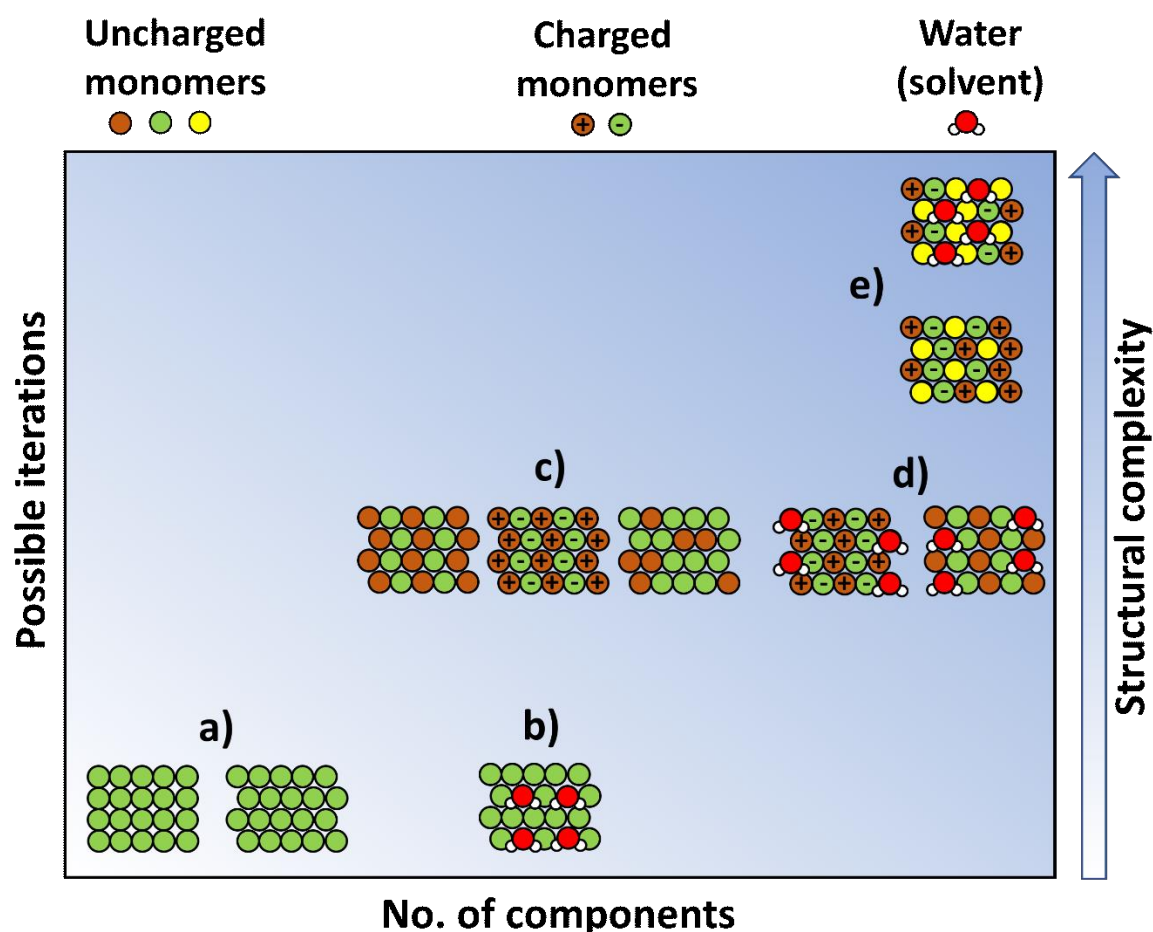 Uncharged
monomers
Charged
monomers
Water
(solvent)
+ -
Possible iterations
Structural complexity
+ - 
- +
+ -
- +
e)
+ - - +
- + +
+ - - +
- + +
c)
d)
+ - + - +
+ - + - +
+ - + - +
+ - + - +
- + - +
+ - + -
- + - +
+ - + -
a)
b)
No. of components